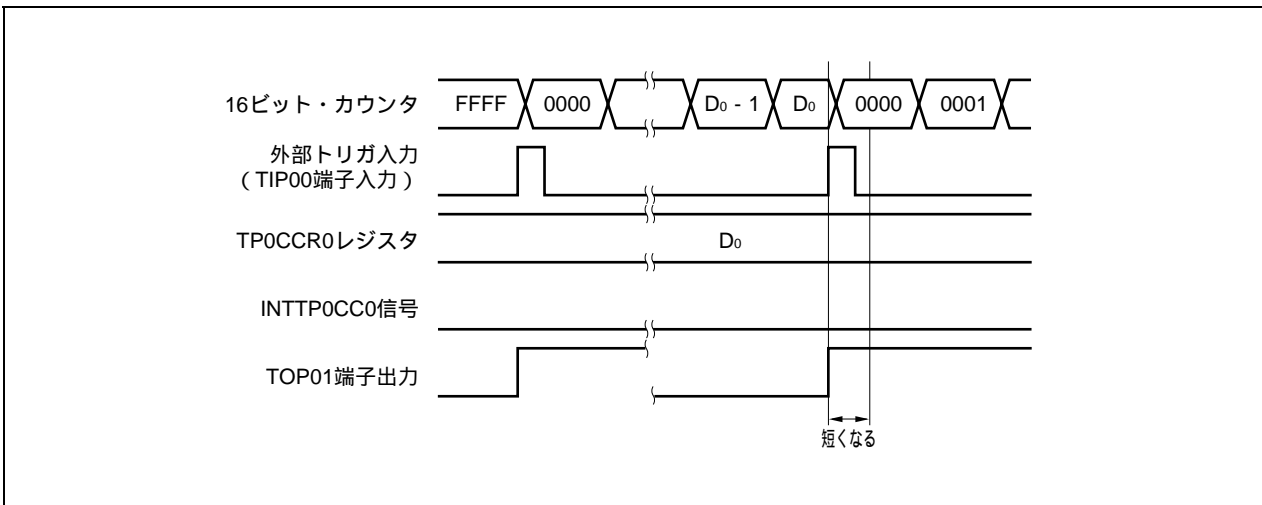 16ビット・カウンタ FFFF 0000 D0 - 1 D0 0000 0001
外部トリガ入力
（TIP00端子入力）
TP0CCR0レジスタ D0
INTTP0CC0信号
TOP01端子出力
短くなる